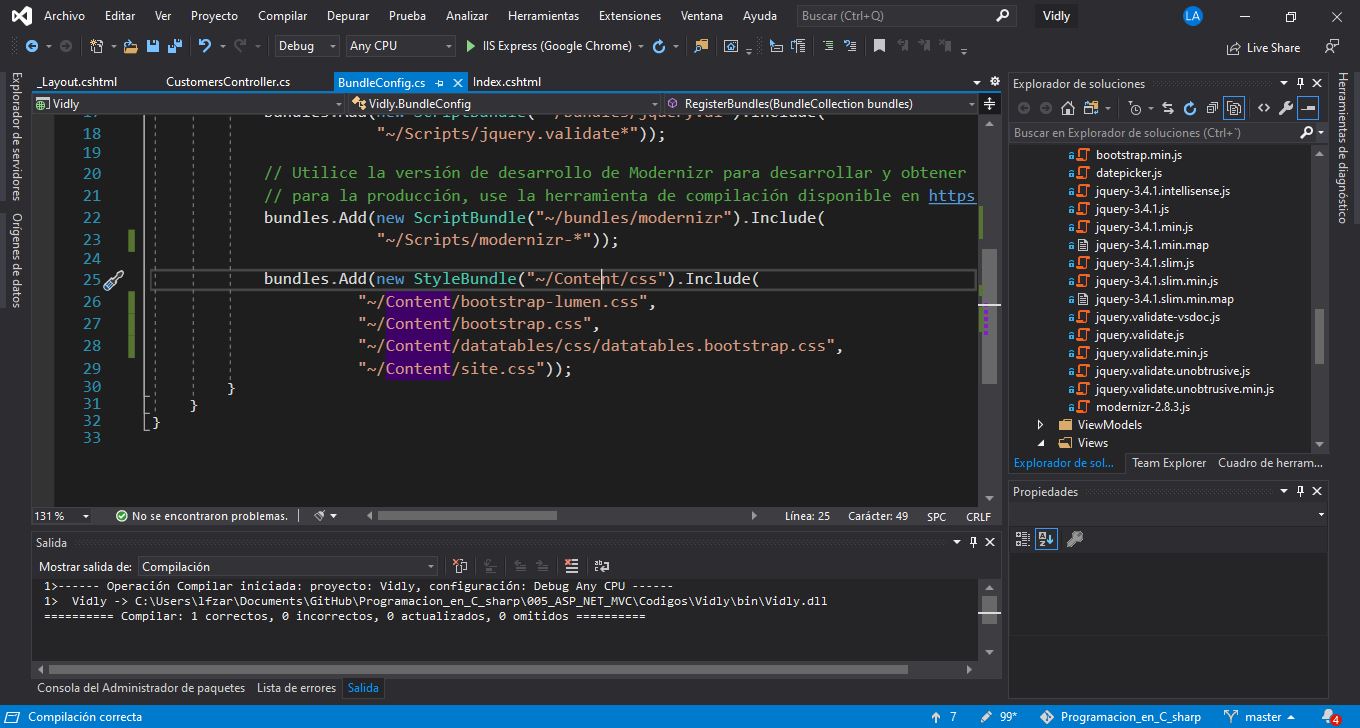 Archivo Editar Ver Proyecto Compilar Depurar Prueba Analizar Herramientas Extensiones Ventana Ayuda Buscar (Ctrl+Q) Vidly LA
Debug Any CPU IIS Express (Google Chrome) Live Share
Explorador de servidores
Orígenes de datos
_Layout.cshtml CustomersController.cs BundleConfig.cs Index.cshtml
Vidly Vidly.BundleConfig RegisterBundles(BundleCollection bundles)
17 bundles.Add(new ScriptBundle("~/bundles/jqueryval").Include(
18 "~/Scripts/jquery.validate*"));
19
20 // Utilice la versión de desarrollo de Modernizr para desarrollar y obtener
21 // para la producción, use la herramienta de compilación disponible en https
22 bundles.Add(new ScriptBundle("~/bundles/modernizr").Include(
23 "~/Scripts/modernizr-*"));
24
25 bundles.Add(new StyleBundle("~/Content/css").Include(
26 "~/Content/bootstrap-lumen.css",
27 "~/Content/bootstrap.css",
28 "~/Content/datatables/css/datatables.bootstrap.css",
29 "~/Content/site.css"));
30 }
31 }
32 }
33
131 % No se encontraron problemas. Línea: 25 Carácter: 49 SPC CRLF
Salida
Mostrar salida de: Compilación
1>------ Operación Compilar iniciada: proyecto: Vidly, configuración: Debug Any CPU ------
1> Vidly -> C:\Users\lfzar\Documents\GitHub\Programacion_en_C_sharp\005_ASP_NET_MVC\Codigos\Vidly\bin\Vidly.dll
========== Compilar: 1 correctos, 0 incorrectos, 0 actualizados, 0 omitidos ==========
Consola del Administrador de paquetes Lista de errores Salida
Explorador de soluciones
Buscar en Explorador de soluciones (Ctrl+`)
bootstrap.min.js
datepicker.js
jquery-3.4.1.intellisense.js
jquery-3.4.1.js
jquery-3.4.1.min.js
jquery-3.4.1.min.map
jquery-3.4.1.slim.js
jquery-3.4.1.slim.min.js
jquery-3.4.1.slim.min.map
jquery.validate-vsdoc.js
jquery.validate.js
jquery.validate.min.js
jquery.validate.unobtrusive.js
jquery.validate.unobtrusive.min.js
modernizr-2.8.3.js
ViewModels
Views
Explorador de sol... Team Explorer Cuadro de herram...
Propiedades
Herramientas de diagnóstico
Compilación correcta 7 99* Programacion_en_C_sharp master 4